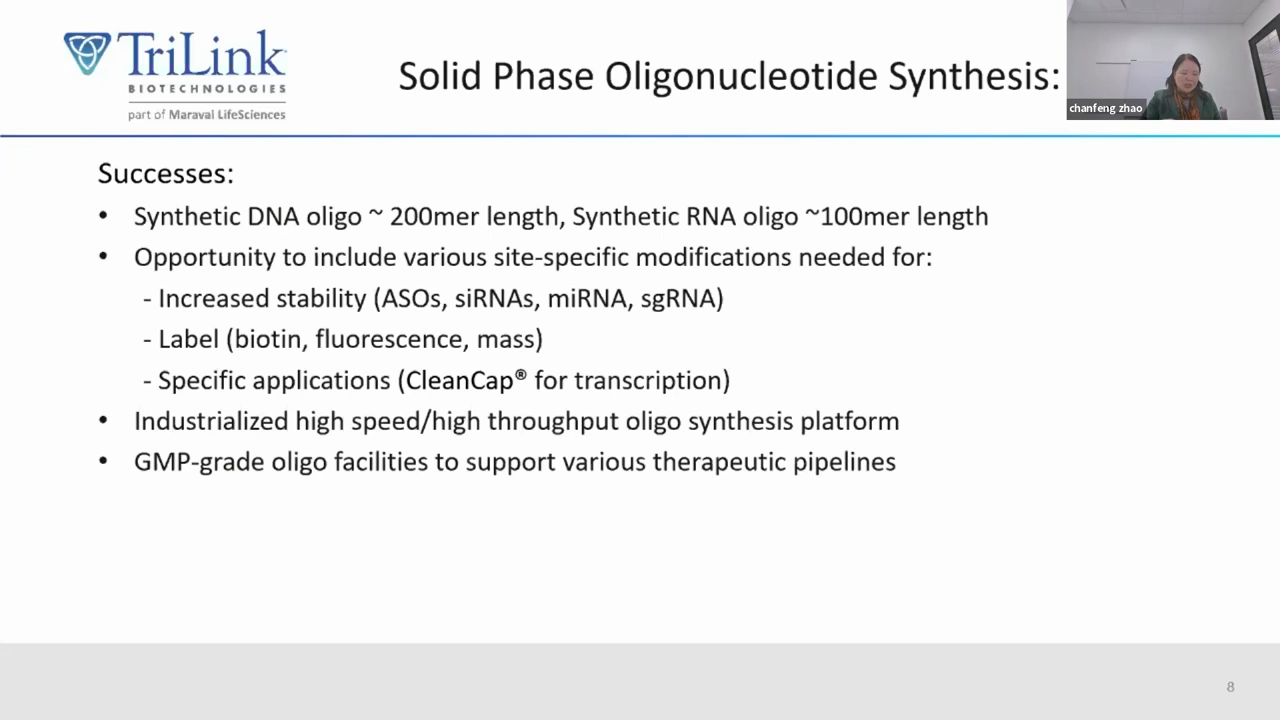 TriLink
BIOTECHNOLOGIES
part of Maraval LifeSciences
Solid Phase Oligonucleotide Synthesis:
chanfeng zhao
Successes:
• Synthetic DNA oligo ~ 200mer length, Synthetic RNA oligo ~100mer length
• Opportunity to include various site-specific modifications needed for:
- Increased stability (ASOs, siRNAs, miRNA, sgRNA)
- Label (biotin, fluorescence, mass)
- Specific applications (CleanCap® for transcription)
• Industrialized high speed/high throughput oligo synthesis platform
• GMP-grade oligo facilities to support various therapeutic pipelines
8